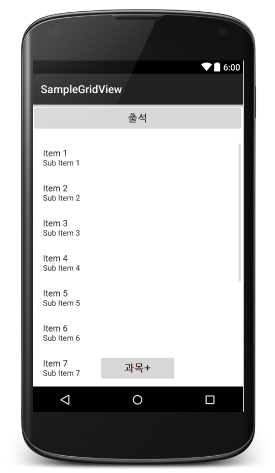 6:00
SampleGridView
출석
Item 1
Sub Item 1
Item 2
Sub Item 2
Item 3
Sub Item 3
Item 4
Sub Item 4
Item 5
Sub Item 5
Item 6
Sub Item 6
Item 7
Sub Item 7
과목+